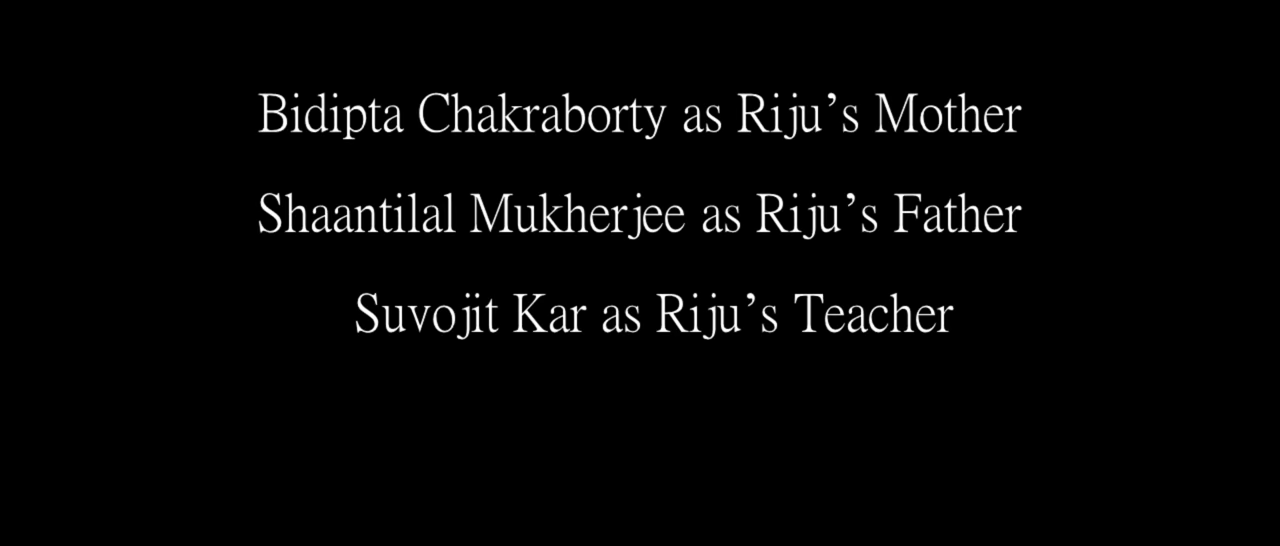 Bidipta Chakraborty as Riju’s Mother
Shaantilal Mukherjee as Riju’s Father
Suvojit Kar as Riju’s Teacher